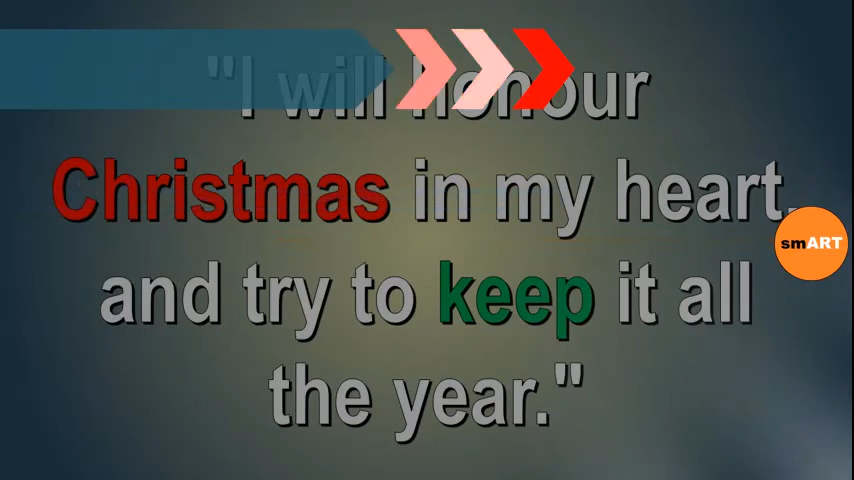 "I will honour
Christmas in my heart,
and try to keep it all
the year."
smART